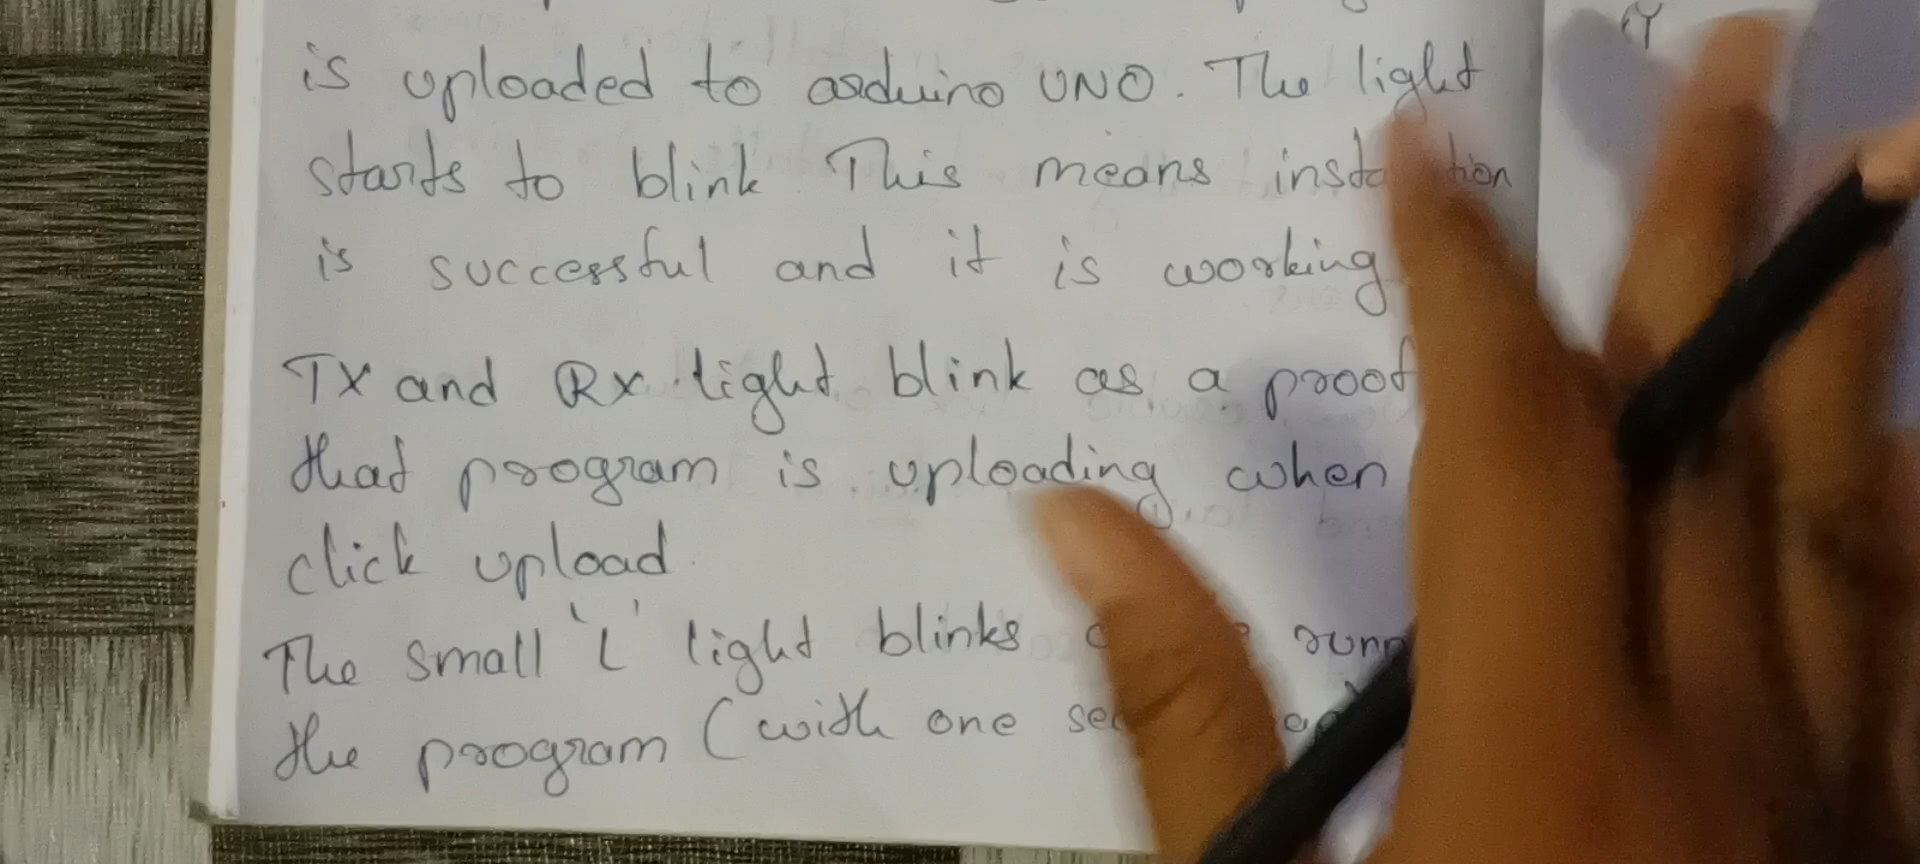 is uploaded to arduino UNO. The light
starts to blink This means
is successful and it is working
TX and RX light blink as a proof
that program is uploading when
click upload.
The small 'L' light blinks
the program (with one